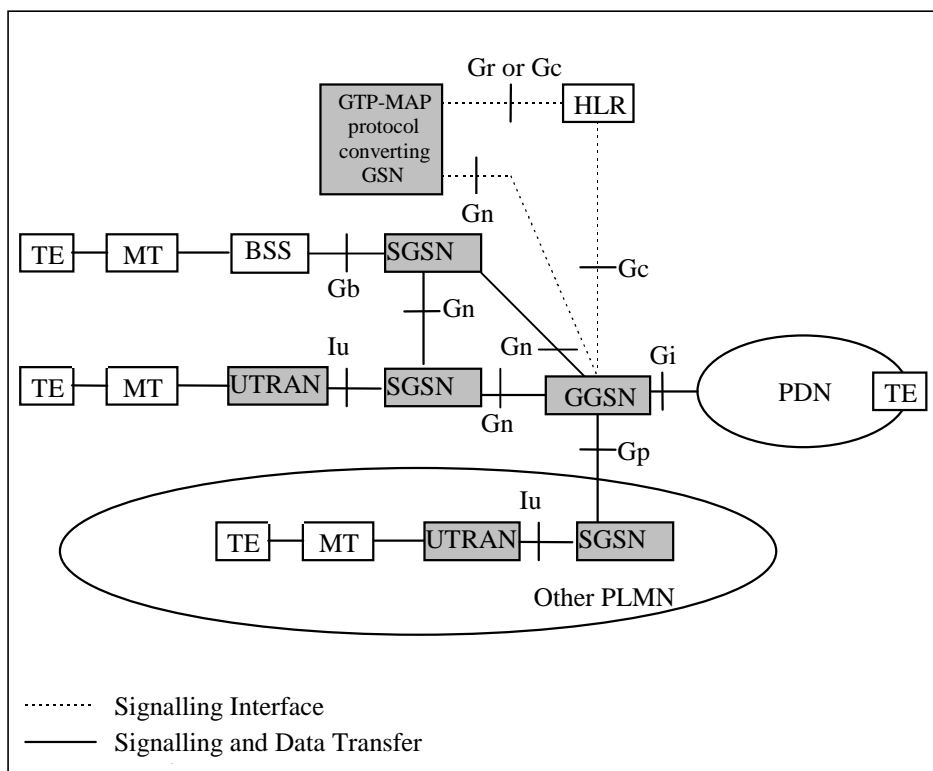 Gr or Gc
GTP-MAP
protocol
converting
GSN
HLR
Gn
TE
MT
BSS
SGSN
Gb
Gc
Gn
Gn
Iu
Gi
TE
MT
UTRAN
SGSN
Gn
GGSN
PDN
TE
Gp
Iu
TE
MT
UTRAN
SGSN
Other PLMN
Signalling Interface
Signalling and Data Transfer